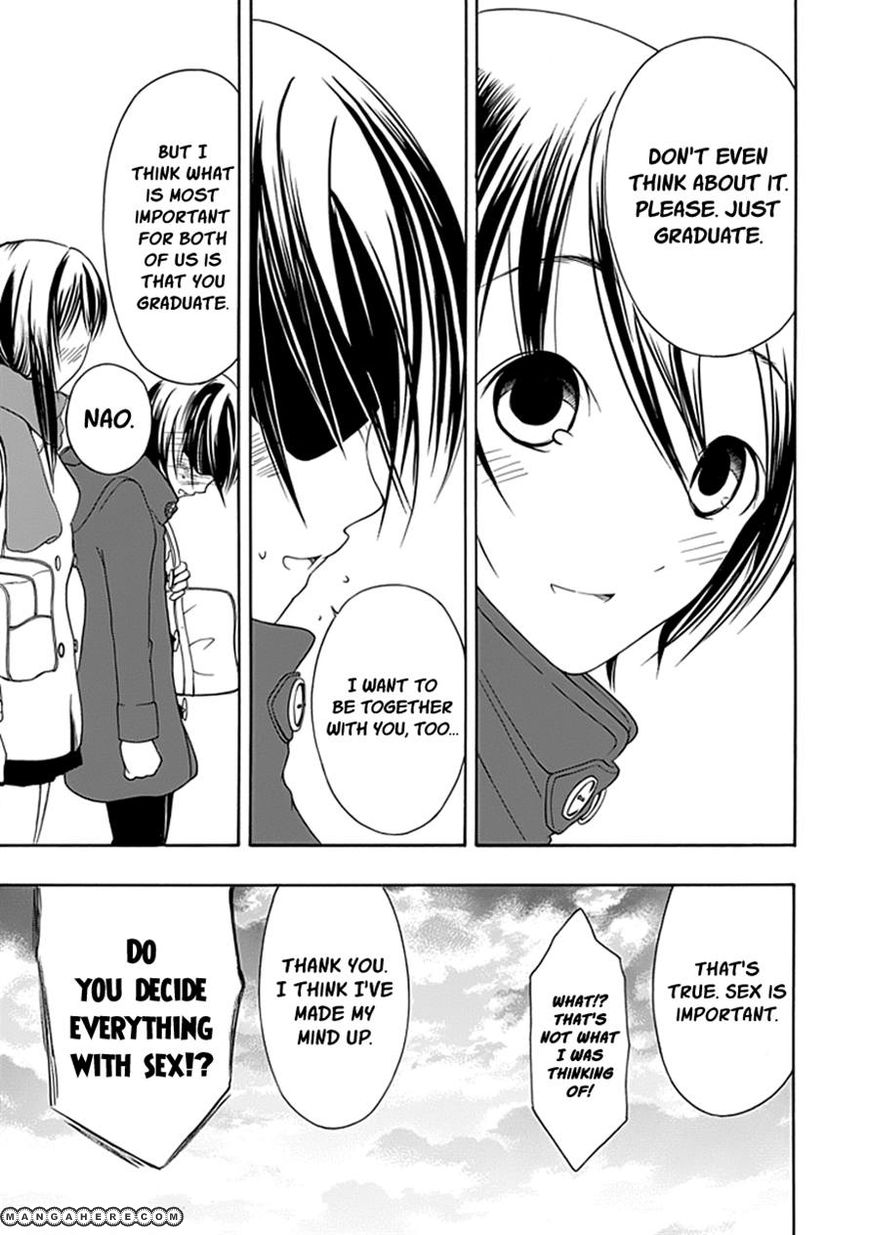 DON'T EVEN
THINK ABOUT IT.
PLEASE. JUST
GRADUATE.
I WANT TO
BE TOGETHER
WITH YOU, TOO...
BUT I
THINK WHAT
IS MOST
IMPORTANT
FOR BOTH
OF US IS
THAT YOU
GRADUATE.
NAO.
THAT'S
TRUE. SEX IS
IMPORTANT.
WHAT!?
THAT'S
NOT WHAT
I WAS
THINKING
OF!
THANK YOU.
I THINK I'VE
MADE MY
MIND UP.
DO
YOU DECIDE
EVERYTHING
WITH SEX!?
MANGAHERE.COM